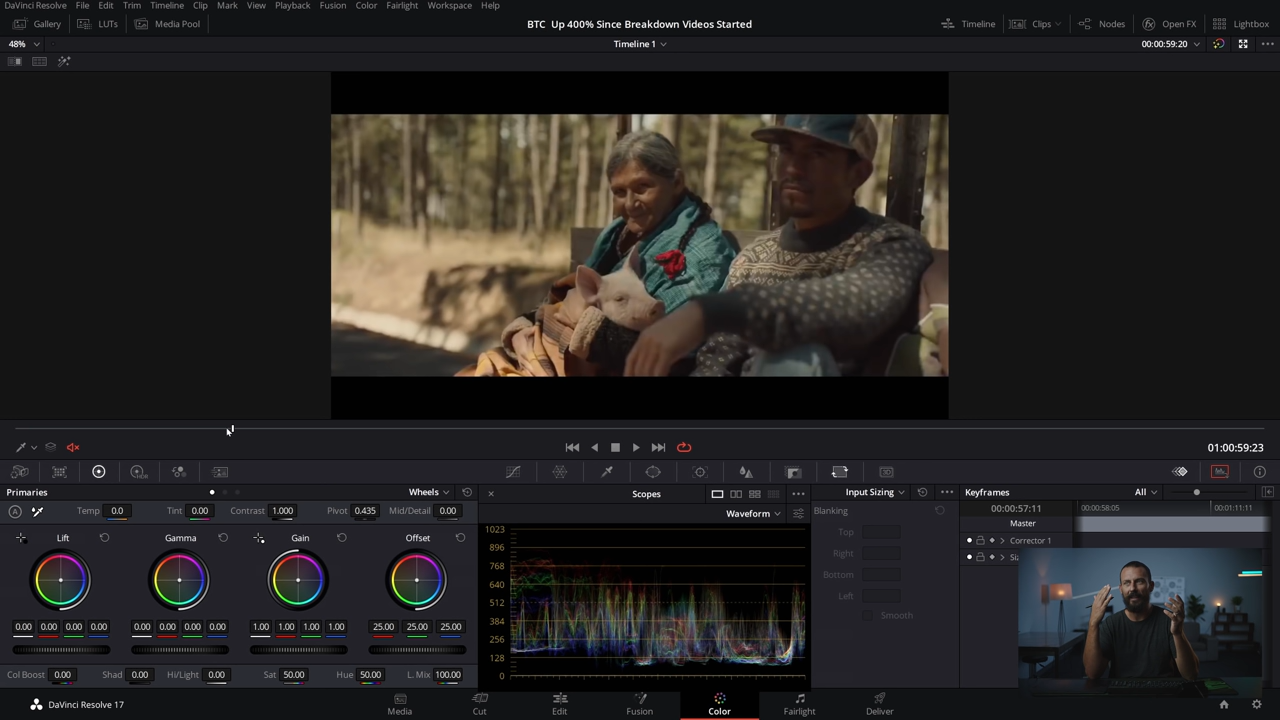 DaVinci Resolve File Edit Trim Timeline Clip Mark View Playback Fusion Color Fairlight Workspace Help
Gallery LUTs Media Pool BTC Up 400% Since Breakdown Videos Started Timeline Clips Nodes Open FX Lightbox
48% Timeline 1 00:00:59:20
01:00:59:23
Primaries Wheels Scopes Input Sizing Keyframes All
A Temp 0.0 Tint 0.00 Contrast 1.000 Pivot 0.435 Mid/Detail 0.00 Waveform Blanking 00:00:57:11 00:00:58:05 00:01:11:11
Master
Lift Gamma Gain Offset 1023 Top Corrector 1
896 Right
768 Bottom
640 Left
512 Smooth
384
256
128
0
0.00 0.00 0.00 0.00 0.00 0.00 0.00 0.00 1.00 1.00 1.00 1.00 25.00 25.00 25.00
Col Boost 0.00 Shad 0.00 Hi/Light 0.00 Sat 50.00 Hue 50.00 L. Mix 100.00
DaVinci Resolve 17 Media Cut Edit Fusion Color Fairlight Deliver